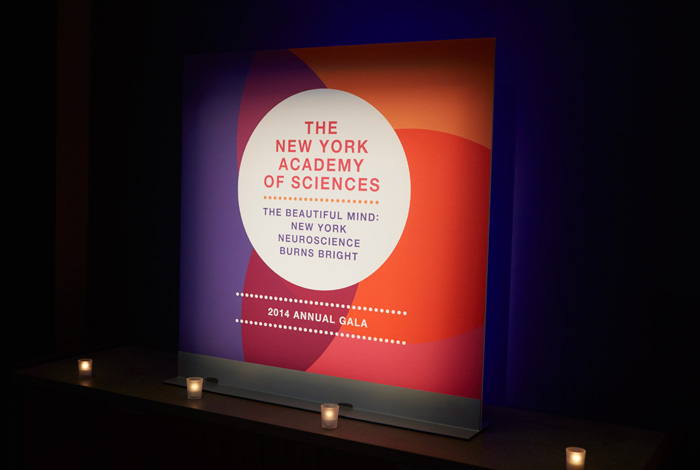 THE
NEW YORK
ACADEMY
OF SCIENCES
THE BEAUTIFUL MIND:
NEW YORK
NEUROSCIENCE
BURNS BRIGHT
2014 ANNUAL GALA